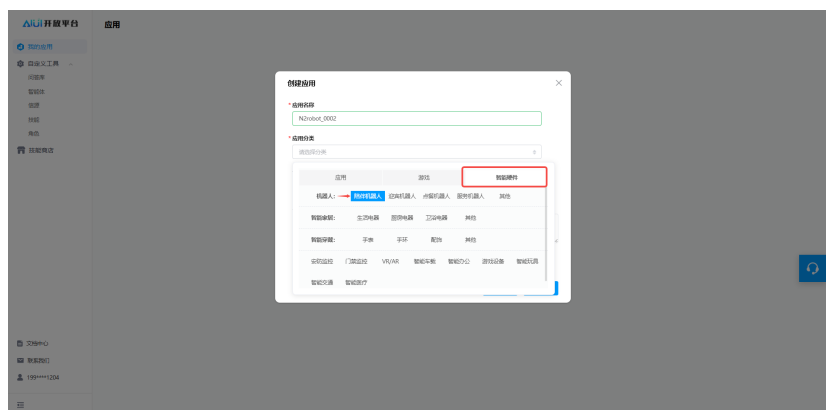 AIUI开放平台
应用
我的应用
自定义工具
问答库
智能体
信源
技能
角色
技能商店
创建应用
* 应用名称
N2robot_0002
* 应用分类
请选择分类
应用 游戏 智能硬件
机器人: 陪伴机器人 迎宾机器人 点餐机器人 服务机器人 其他
智能家居: 生活电器 厨房电器 卫浴电器 其他
智能穿戴: 手表 手环 配饰 其他
安防监控 门禁监控 VR/AR 智能车载 智能办公 游戏设备 智能玩具
智能交通 智能医疗
文档中心
联系我们
199****1204